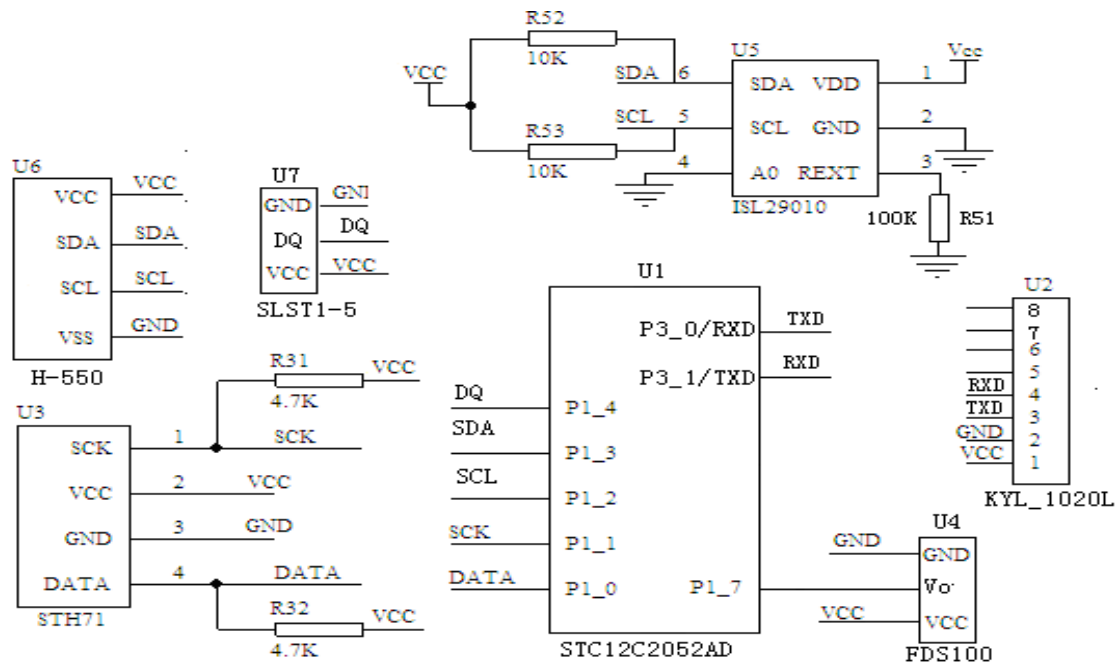 R52
10K
VCC
SDA 6
SCL 5
R53
10K
4
U5
SDA VDD
SCL GND
A0 REXT
ISL29010
1 Vcc
2
3
100K R51
U6
VCC VCC
SDA SDA
SCL SCL
VSS GND
H-550
U7
GND GN
DQ DQ
VCC VCC
SLST1-5
R31
4.7K
VCC
U3
SCK 1 SCK
VCC 2 VCC
GND 3 GND
DATA 4 DATA
STH71
R32
4.7K
VCC
U1
P3_0/RXD TXD
P3_1/TXD RXD
DQ P1_4
SDA P1_3
SCL P1_2
SCK P1_1
DATA P1_0
P1_7
STC12C2052AD
U2
8
7
6
5
RXD 4
TXD 3
GND 2
VCC 1
KYL_1020L
U4
GND GND
Vo
VCC VCC
FDS100